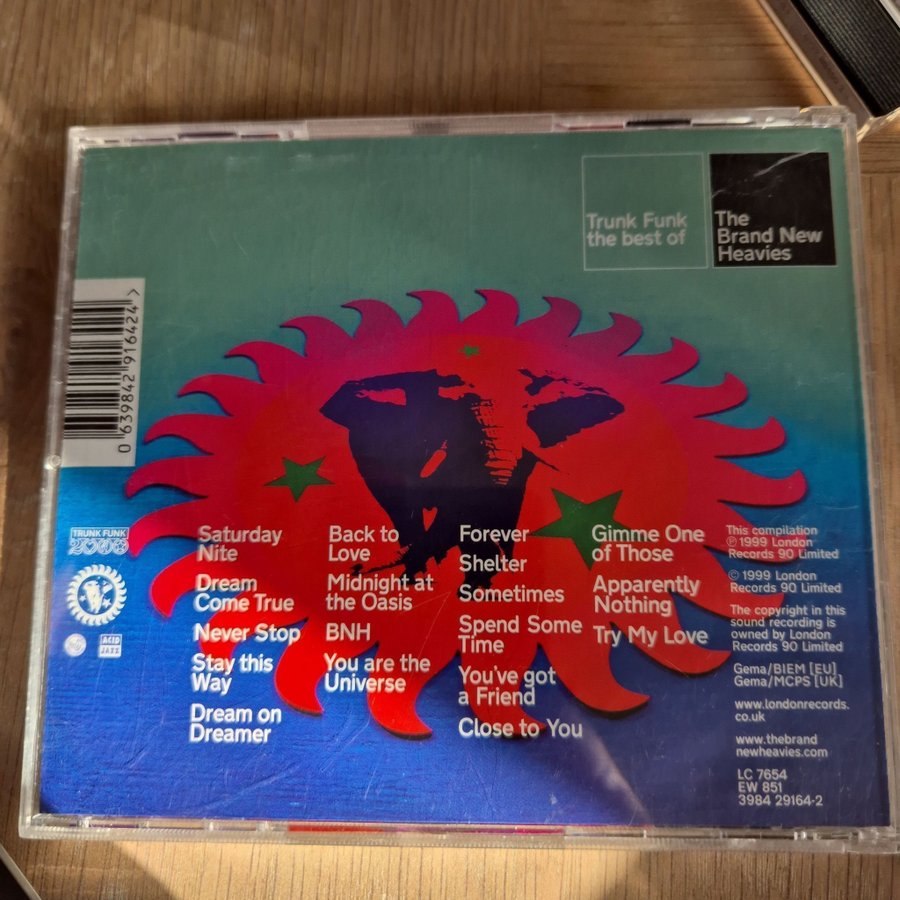 Trunk Funk
the best of
The
Brand New
Heavies
0 639842 916424 >
TRUNK FUNK
ACID
JAZZ
Saturday
Nite
Dream
Come True
Never Stop
Stay this
Way
Dream on
Dreamer
Back to
Love
Midnight at
the Oasis
BNH
You are the
Universe
Forever
Shelter
Sometimes
Spend Some
Time
You've got
a Friend
Close to You
Gimme One
of Those
Apparently
Nothing
Try My Love
This compilation
℗ 1999 London
Records 90 Limited
© 1999 London
Records 90 Limited
The copyright in this
sound recording is
owned by London
Records 90 Limited
Gema/BIEM [EU]
Gema/MCPS [UK]
www.londonrecords.
co.uk
www.thebrand
newheavies.com
LC 7654
EW 851
3984 29164-2